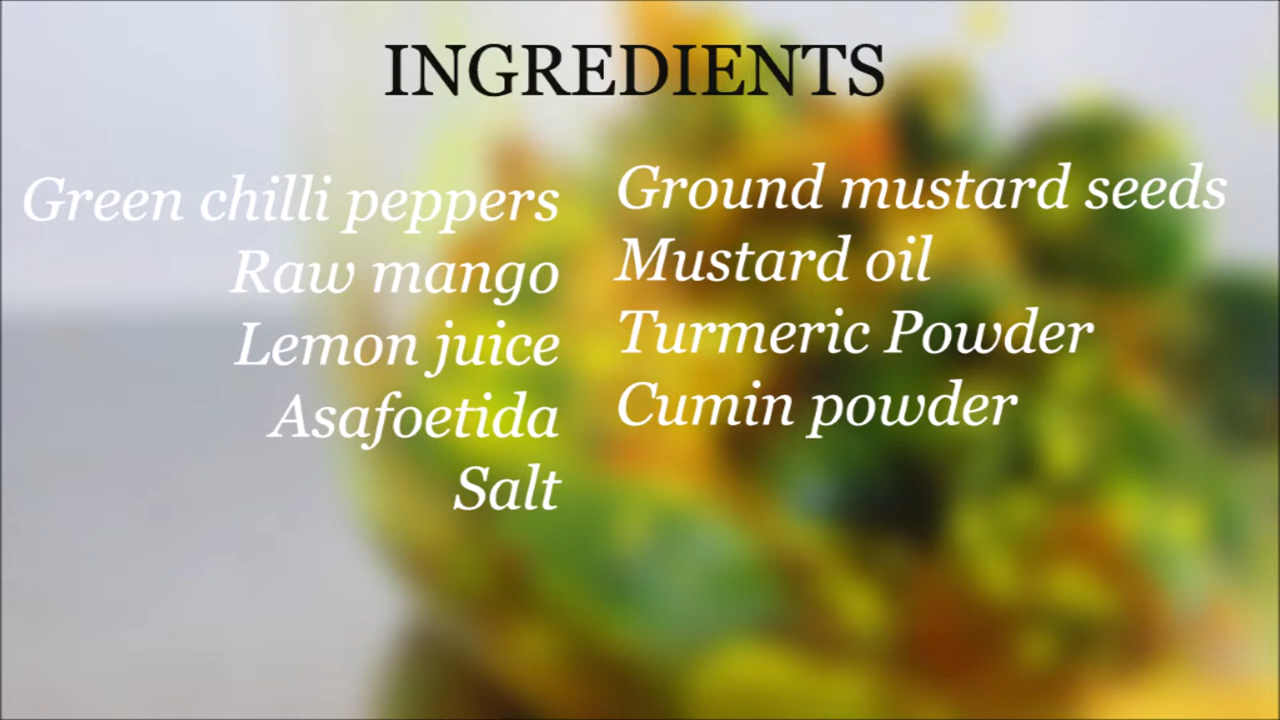 INGREDIENTS
Green chilli peppers
Raw mango
Lemon juice
Asafoetida
Salt
Ground mustard seeds
Mustard oil
Turmeric Powder
Cumin powder